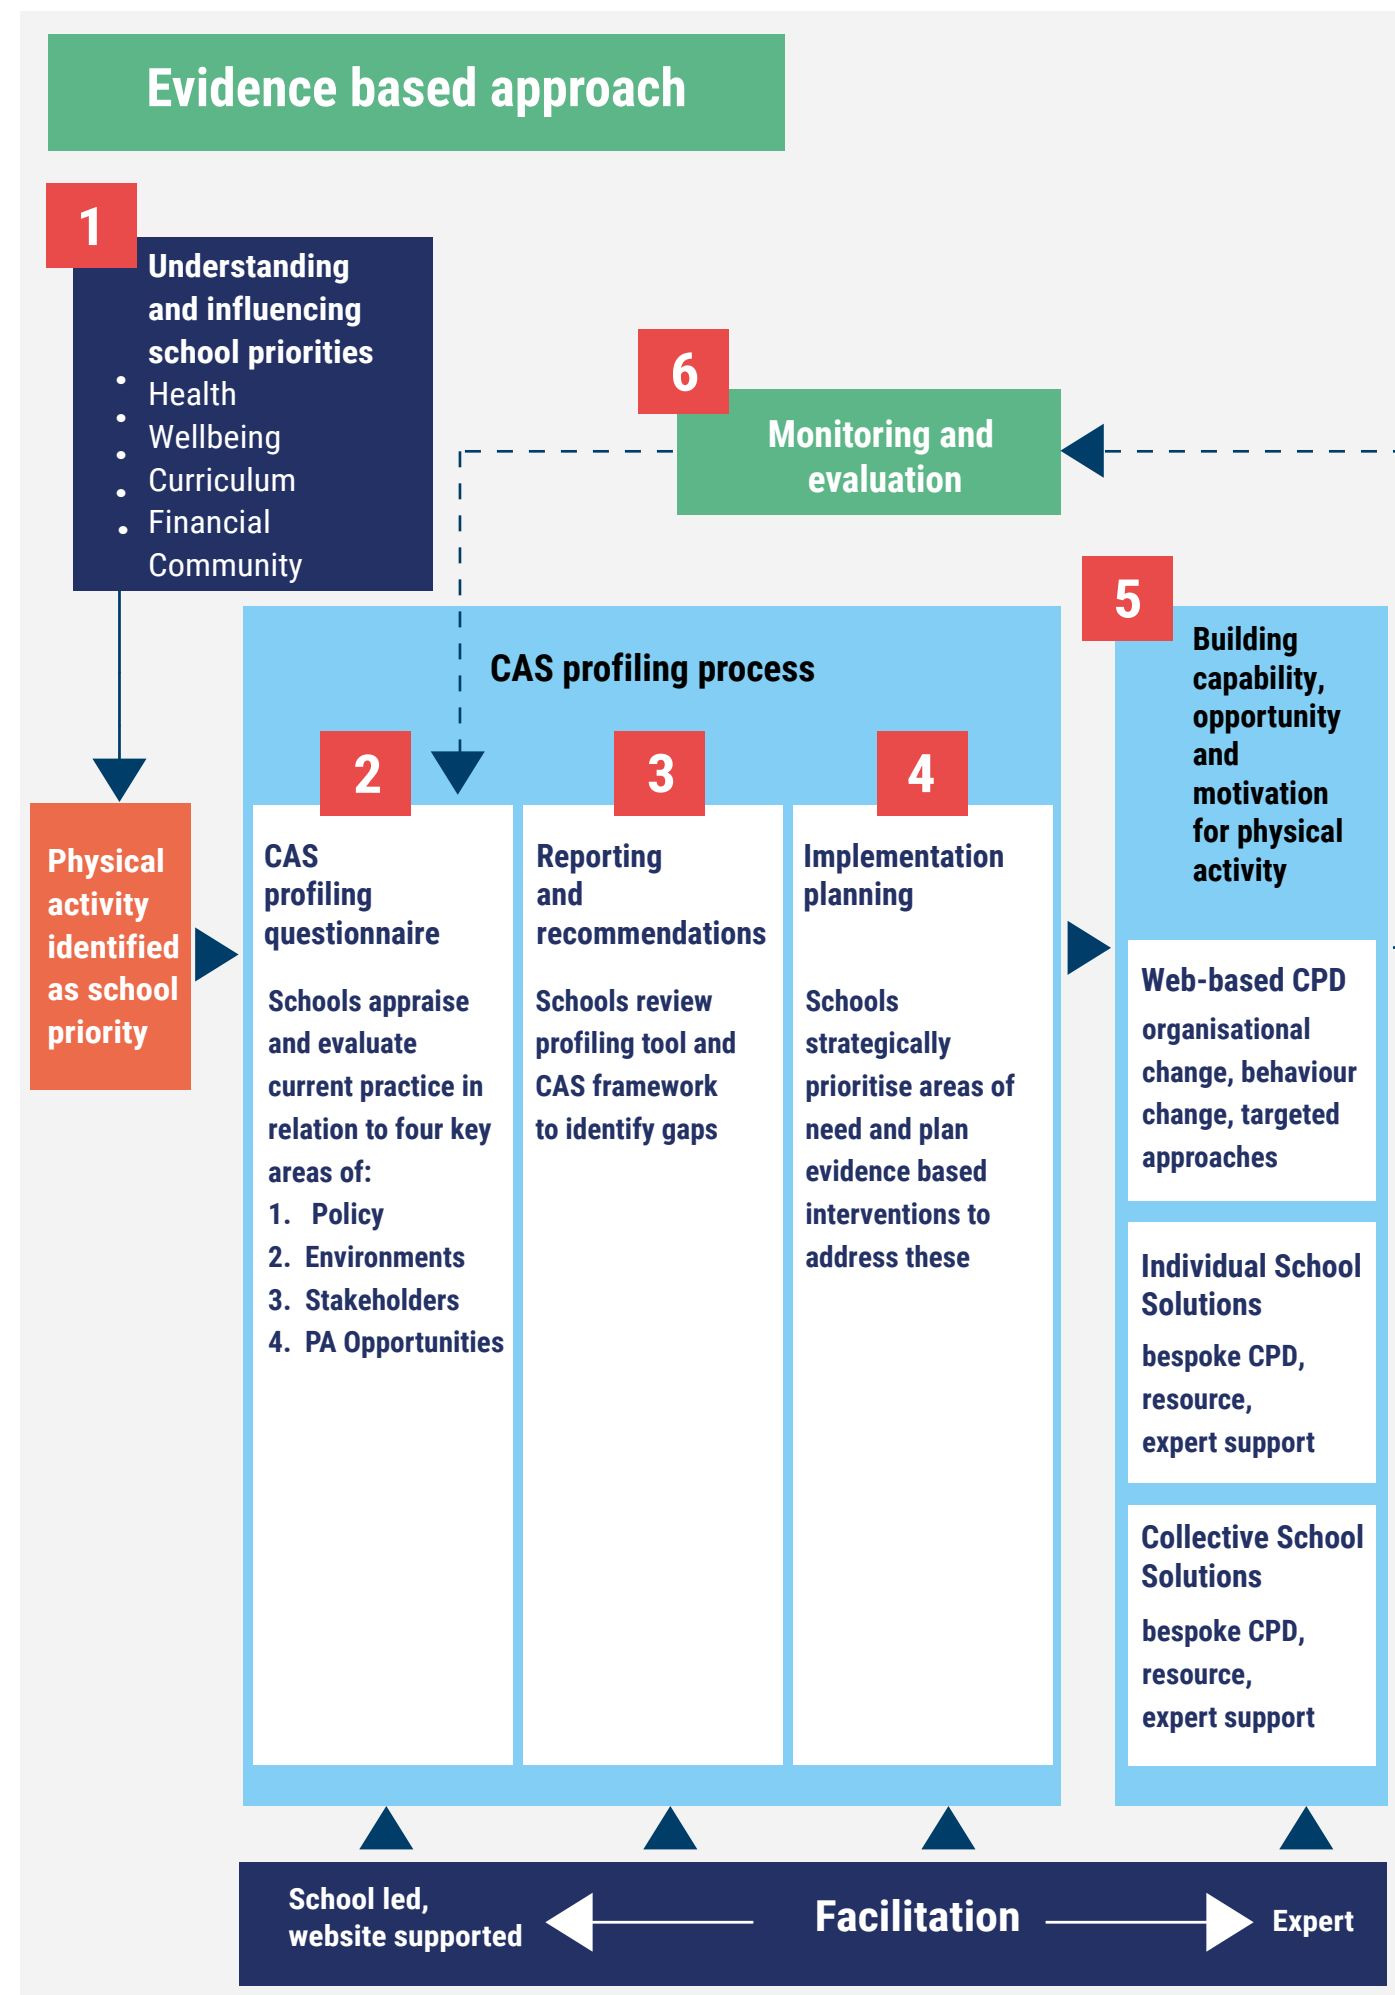 Evidence based approach
1
Understanding
and influencing
school priorities
• Health
• Wellbeing
• Curriculum
• Financial
• Community
6
Monitoring and
evaluation
Physical
activity
identified
as school
priority
CAS profiling process
2
CAS
profiling
questionnaire
Schools appraise
and evaluate
current practice in
relation to four key
areas of:
1. Policy
2. Environments
3. Stakeholders
4. PA Opportunities
3
Reporting
and
recommendations
Schools review
profiling tool and
CAS framework
to identify gaps
4
Implementation
planning
Schools
strategically
prioritise areas of
need and plan
evidence based
interventions to
address these
5
Building
capability,
opportunity
and
motivation
for physical
activity
Web-based CPD
organisational
change, behaviour
change, targeted
approaches
Individual School
Solutions
bespoke CPD,
resource,
expert support
Collective School
Solutions
bespoke CPD,
resource,
expert support
School led,
website supported
Facilitation
Expert